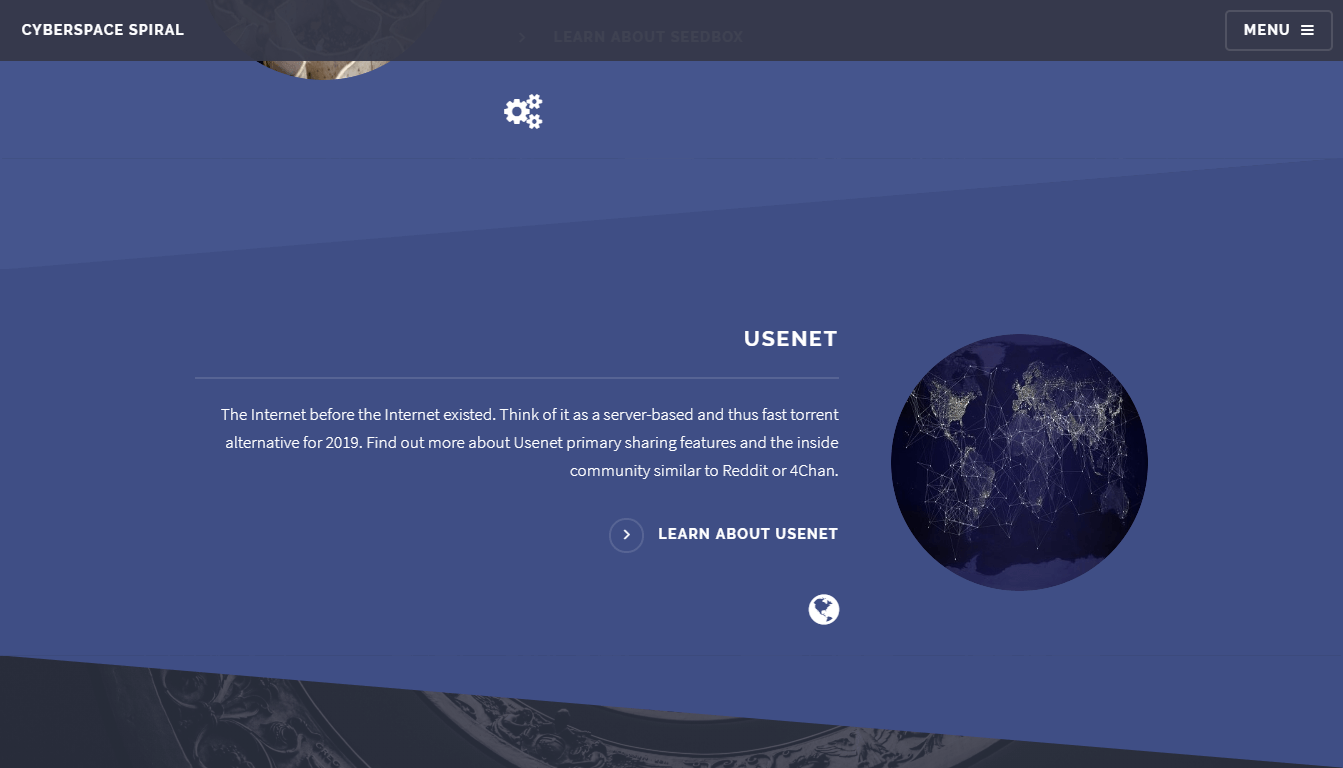 CYBERSPACE SPIRAL
LEARN ABOUT SEEDBOX
MENU
USENET
The Internet before the Internet existed. Think of it as a server-based and thus fast torrent
alternative for 2019. Find out more about Usenet primary sharing features and the inside
community similar to Reddit or 4Chan.
LEARN ABOUT USENET